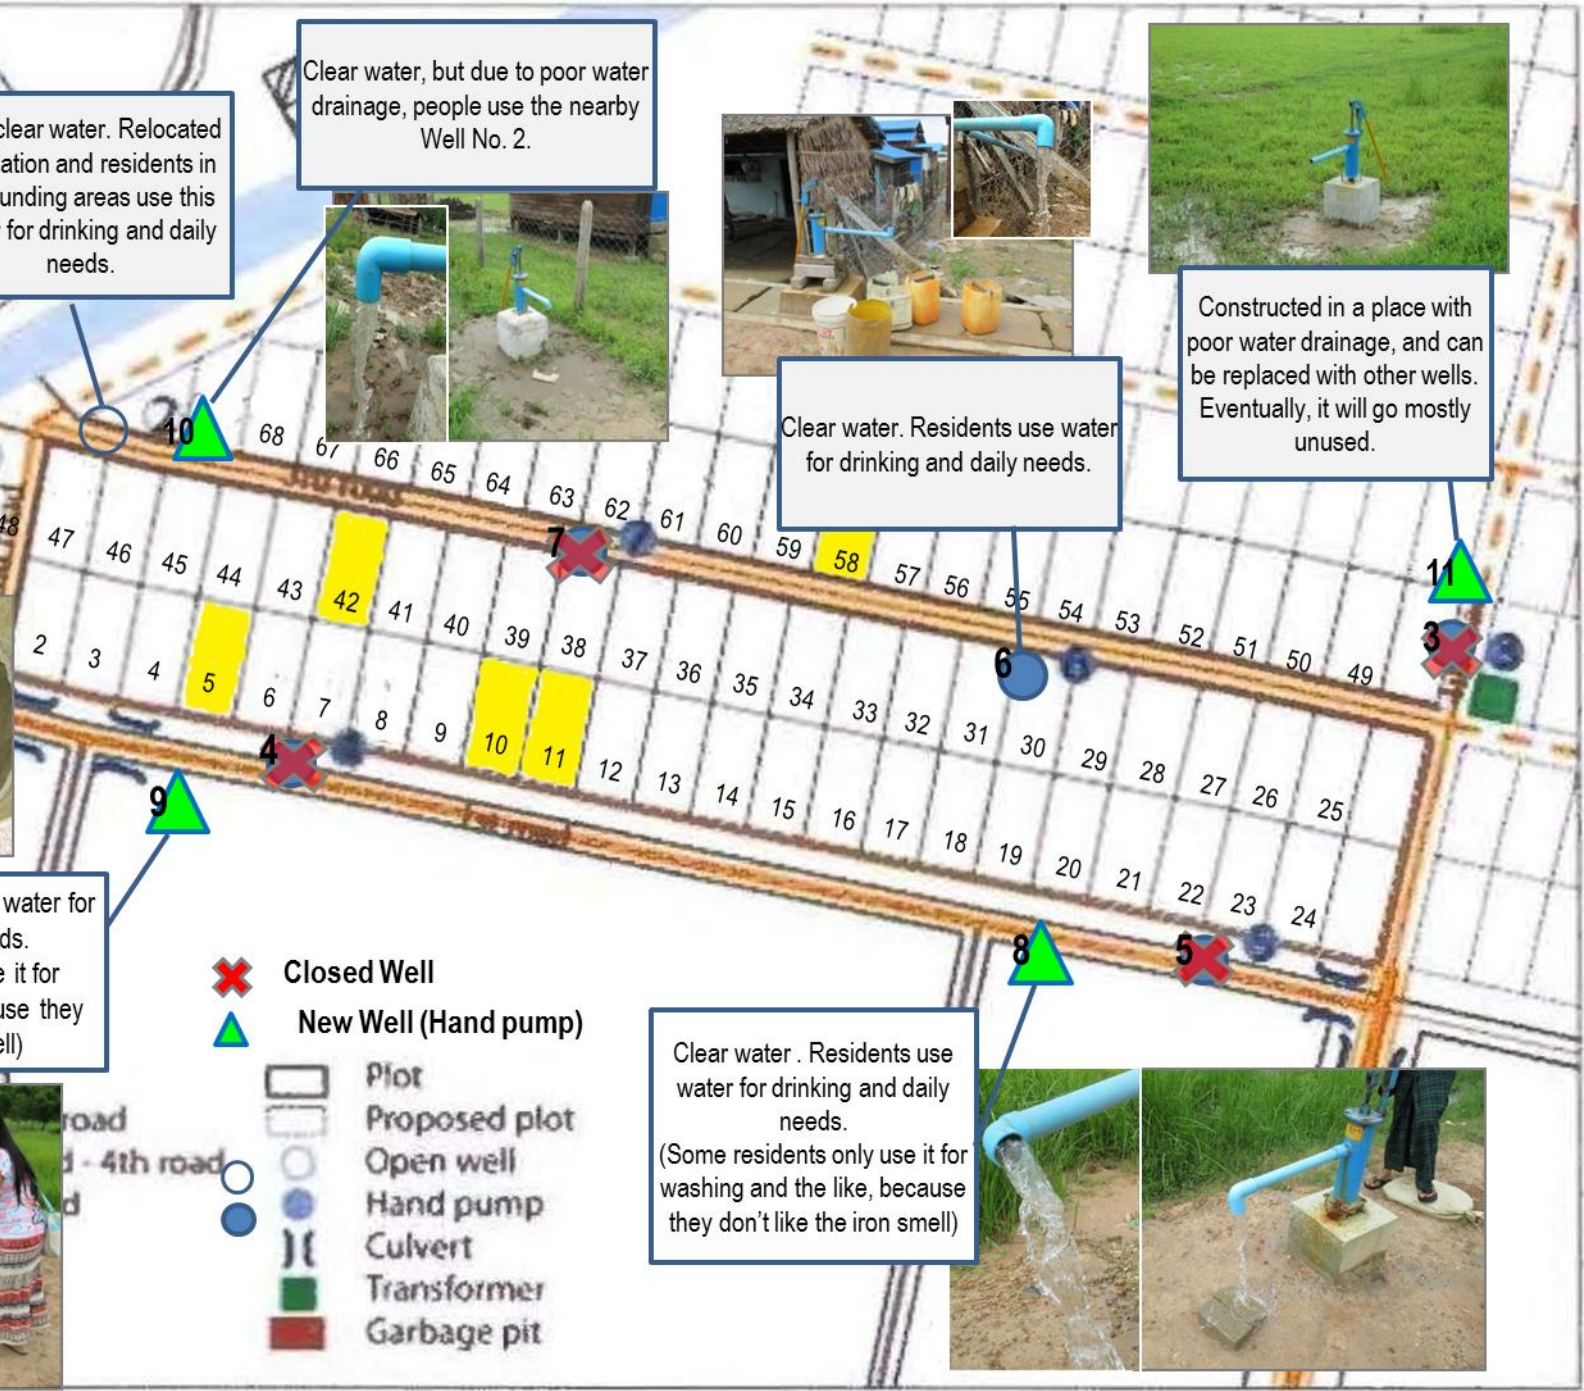 Clear water, but due to poor water
drainage, people use the nearby
Well No. 2.
clear water. Relocated
ation and residents in
unding areas use this
for drinking and daily
needs.
Constructed in a place with
poor water drainage, and can
be replaced with other wells.
Eventually, it will go mostly
unused.
Clear water. Residents use water
for drinking and daily needs.
10
68
67
66
65
64
63
62
61
60
59
58
57
56
55
54
53
52
51
50
49
11
3
7
6
48
47
46
45
44
43
42
41
40
39
38
37
36
35
34
33
32
31
30
29
28
27
26
25
2
3
4
5
6
7
8
9
10
11
12
13
14
15
16
17
18
19
20
21
22
23
24
4
9
8
5
water for
ds.
e it for
use they
ell)
Closed Well
New Well (Hand pump)
Plot
Proposed plot
Open well
Hand pump
Culvert
Transformer
Garbage pit
road
d - 4th road
d
Clear water . Residents use
water for drinking and daily
needs.
(Some residents only use it for
washing and the like, because
they don't like the iron smell)